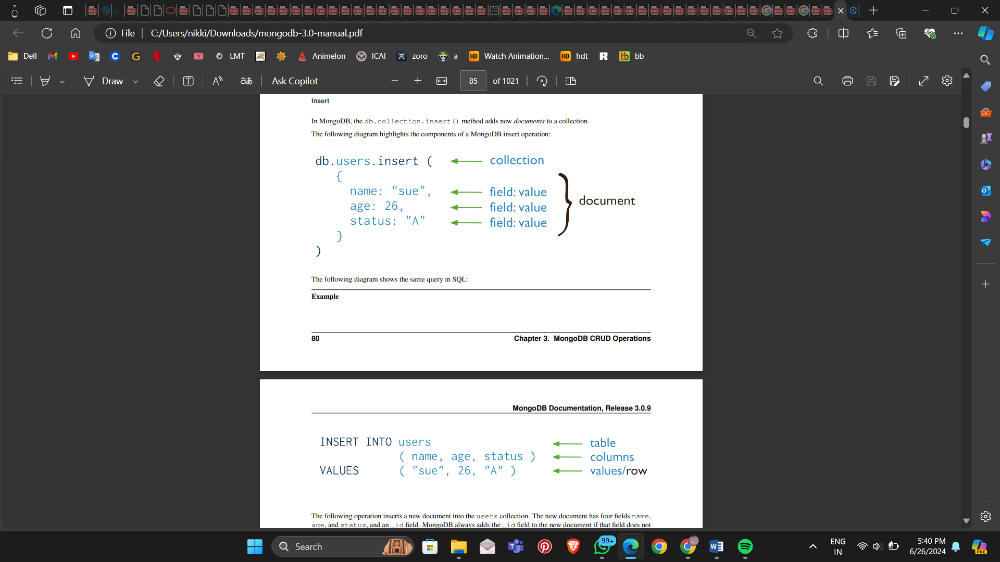 File
C:/Users/nikki/Downloads/mongodb-3.0-manual.pdf
Dell
LMT
Animelon
ICAI
zoro
a
HD Watch Animation...
HD hdt
bb
Draw
Ask Copilot
85 of 1021
Insert
In MongoDB, the db.collection.insert() method adds new documents to a collection.
The following diagram highlights the components of a MongoDB insert operation:
db.users.insert ( collection
{
name: "sue", field: value
age: 26, field: value
status: "A" field: value
}
)
document
The following diagram shows the same query in SQL:
Example
80 Chapter 3. MongoDB CRUD Operations
MongoDB Documentation, Release 3.0.9
INSERT INTO users table
( name, age, status ) columns
VALUES ( "sue", 26, "A" ) values/row
The following operation inserts a new document into the users collection. The new document has four fields name,
age, and status, and an _id field. MongoDB always adds the _id field to the new document if that field does not
Search
99+
ENG
IN
5:40 PM
6/26/2024
PRE